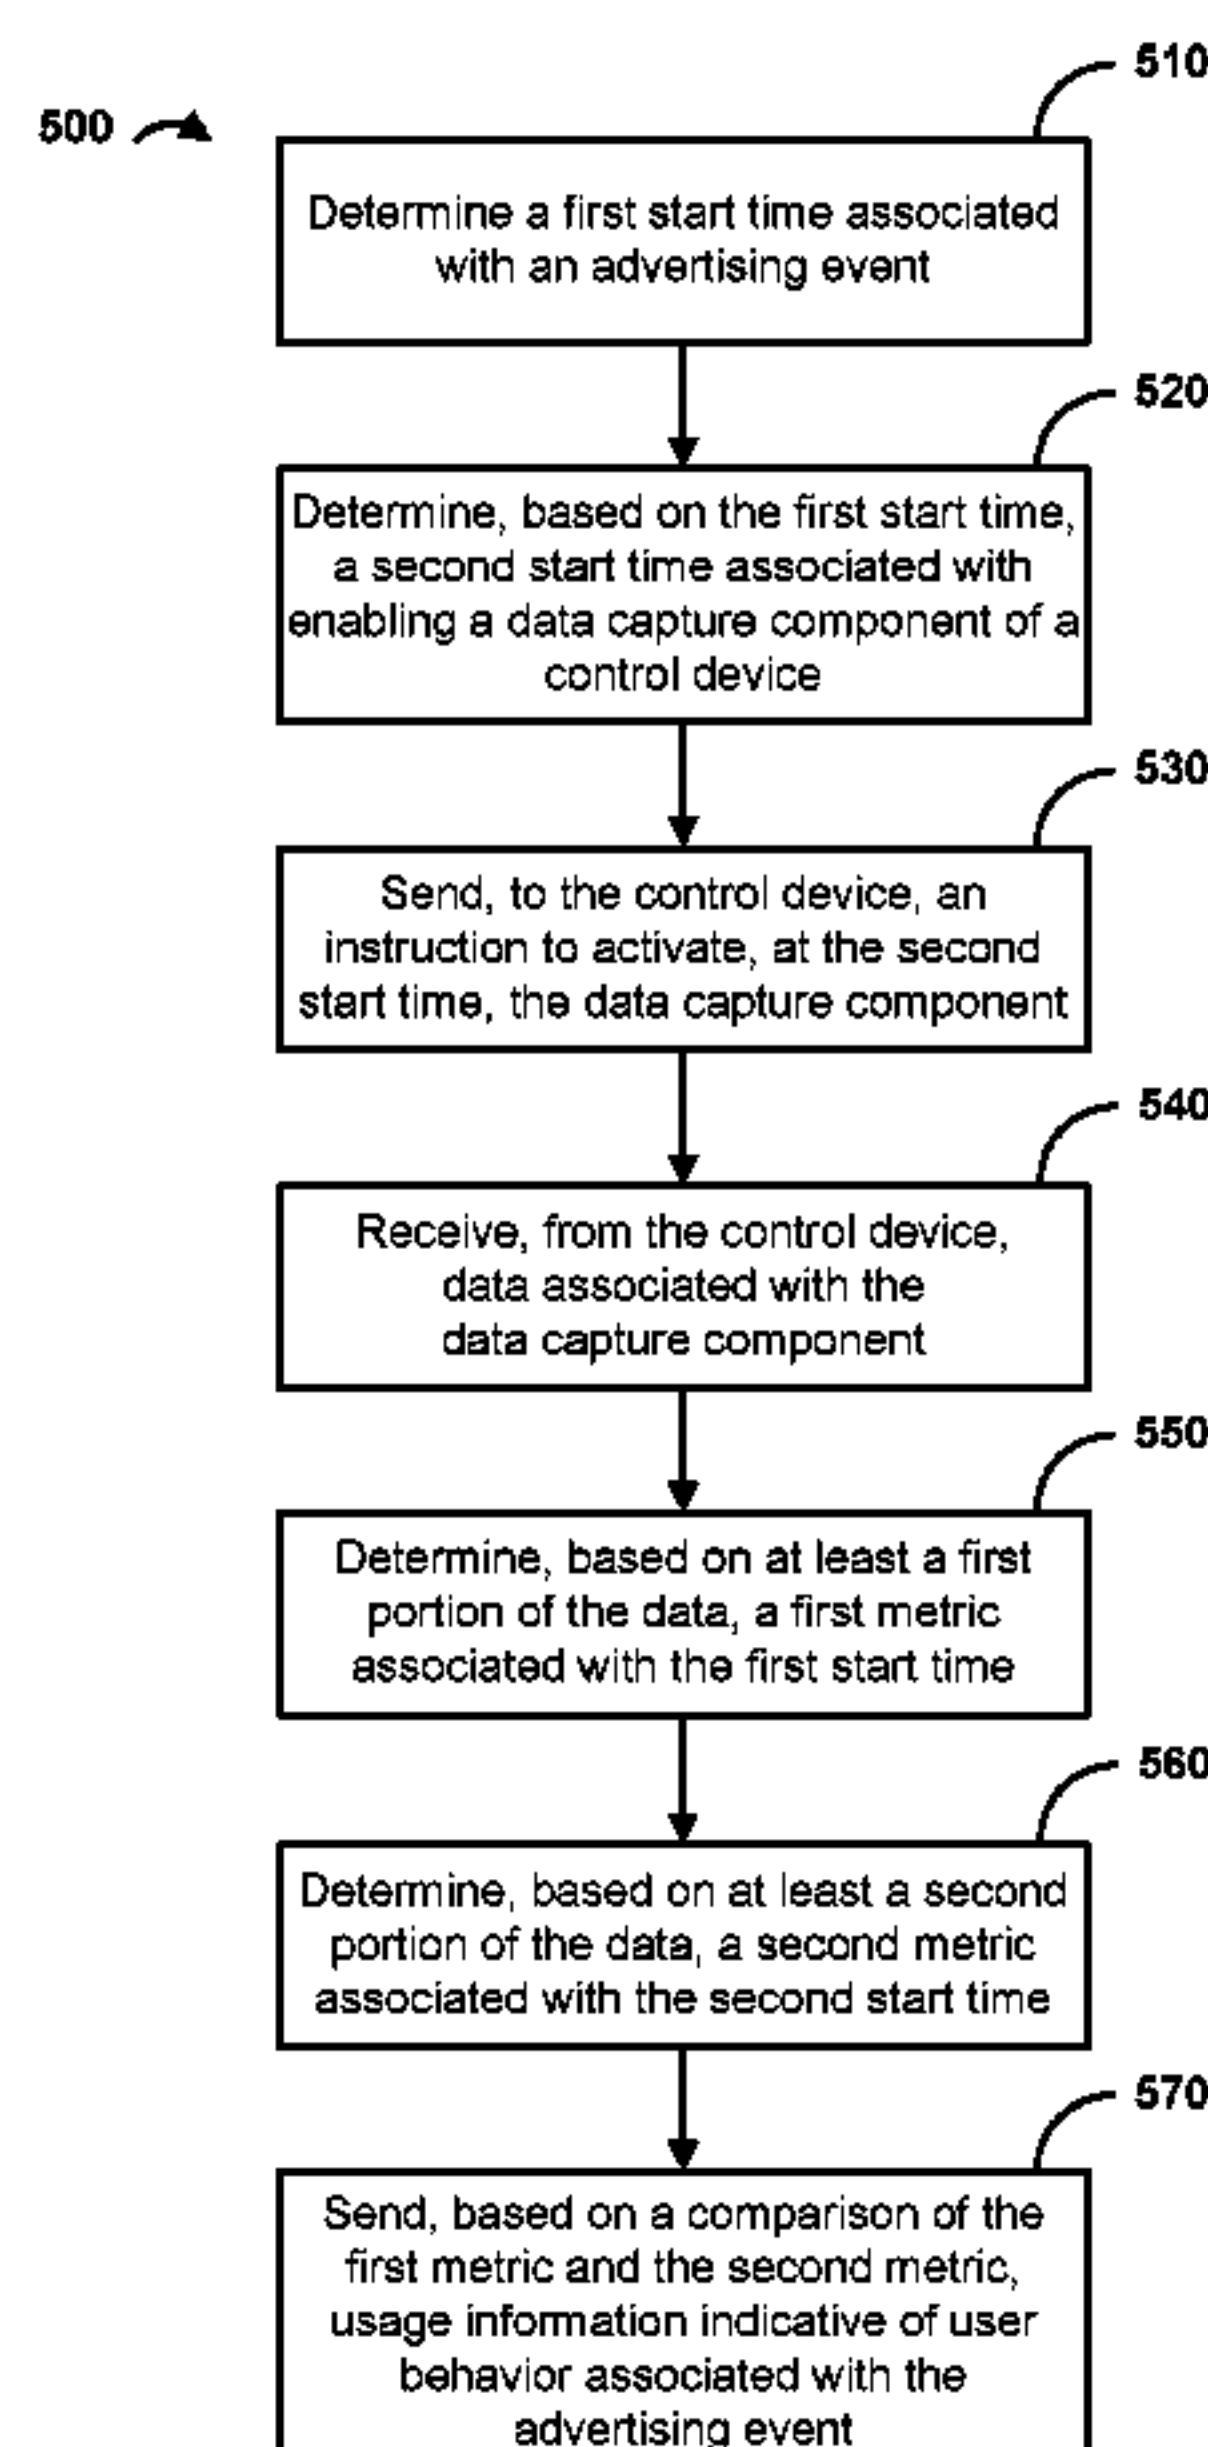 510
500
Determine a first start time associated
with an advertising event
520
Determine, based on the first start time,
a second start time associated with
enabling a data capture component of a
control device
530
Send, to the control device, an
instruction to activate, at the second
start time, the data capture component
540
Receive, from the control device,
data associated with the
data capture component
550
Determine, based on at least a first
portion of the data, a first metric
associated with the first start time
560
Determine, based on at least a second
portion of the data, a second metric
associated with the second start time
570
Send, based on a comparison of the
first metric and the second metric,
usage information indicative of user
behavior associated with the
advertising event